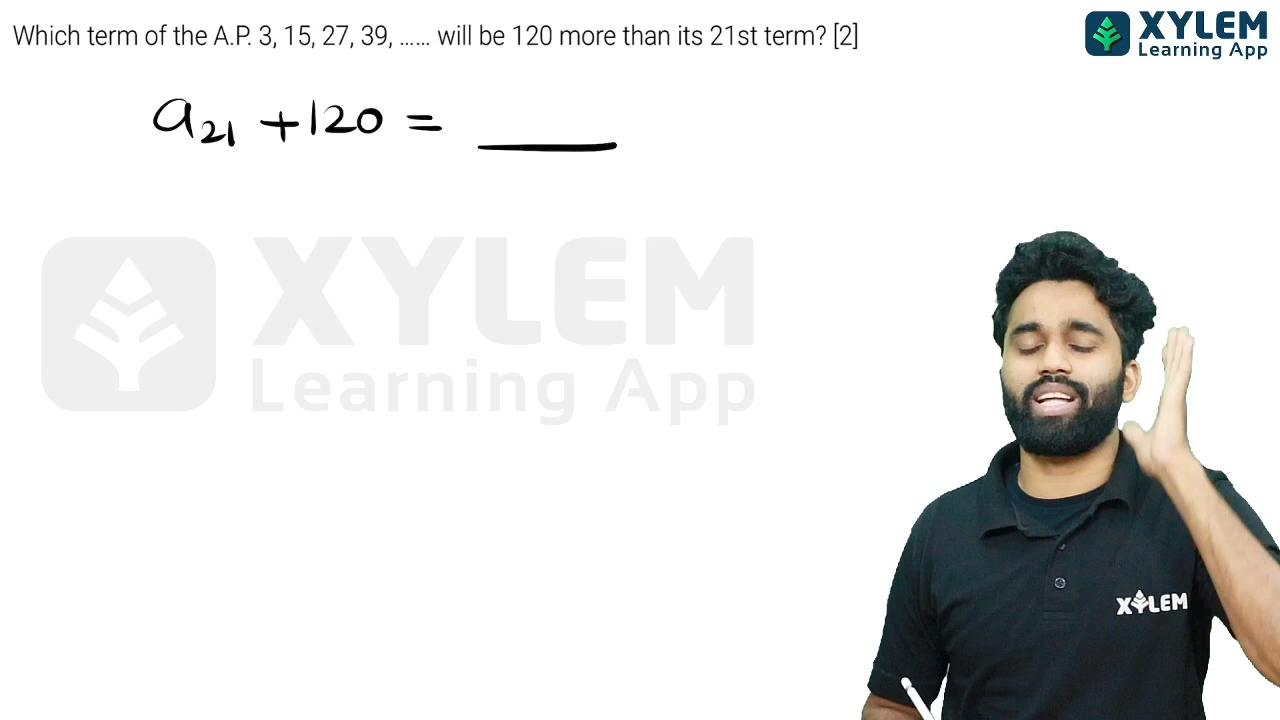 Which term of the A.P. 3, 15, 27, 39, …… will be 120 more than its 21st term? [2]
XYLEM
Learning App
a₂₁ + 120 = ____
XYLEM
Learning App
XYLEM